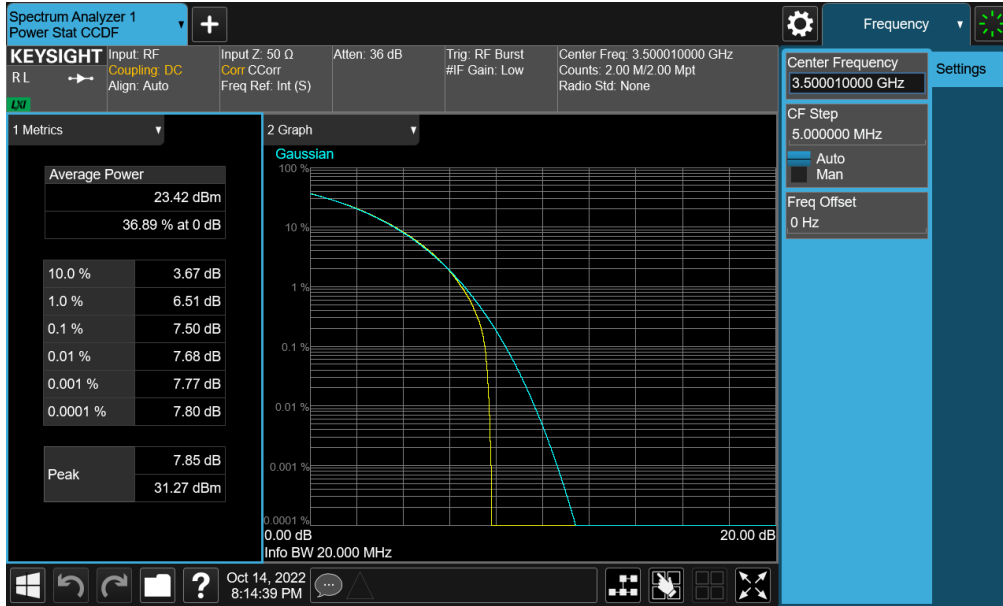 Spectrum Analyzer 1
Power Stat CCDF
Frequency
KEYSIGHT
R L
LXI
Input: RF
Coupling: DC
Align: Auto
Input Z: 50 Ω
Corr CCorr
Freq Ref: Int (S)
Atten: 36 dB
Trig: RF Burst
#IF Gain: Low
Center Freq: 3.500010000 GHz
Counts: 2.00 M/2.00 Mpt
Radio Std: None
Center Frequency
3.500010000 GHz
Settings
CF Step
5.000000 MHz
Auto
Man
Freq Offset
0 Hz
1 Metrics
Average Power
23.42 dBm
36.89 % at 0 dB
10.0 % 3.67 dB
1.0 % 6.51 dB
0.1 % 7.50 dB
0.01 % 7.68 dB
0.001 % 7.77 dB
0.0001 % 7.80 dB
Peak
7.85 dB
31.27 dBm
2 Graph
Gaussian
100 %
10 %
1 %
0.1 %
0.01 %
0.001 %
0.0001 %
0.00 dB 20.00 dB
Info BW 20.000 MHz
?
Oct 14, 2022
8:14:39 PM